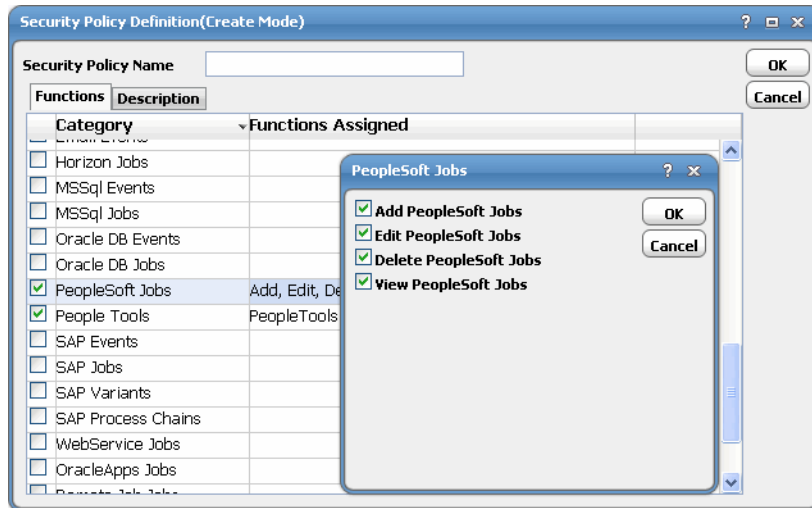 Security Policy Definition(Create Mode)
?
Security Policy Name
OK
Cancel
Functions Description
Category Functions Assigned
Email Events
Horizon Jobs
MSSql Events
MSSql Jobs
Oracle DB Events
Oracle DB Jobs
PeopleSoft Jobs Add, Edit, De
People Tools PeopleTools
SAP Events
SAP Jobs
SAP Variants
SAP Process Chains
WebService Jobs
OracleApps Jobs
PeopleSoft Jobs
?
Add PeopleSoft Jobs
Edit PeopleSoft Jobs
Delete PeopleSoft Jobs
View PeopleSoft Jobs
OK
Cancel